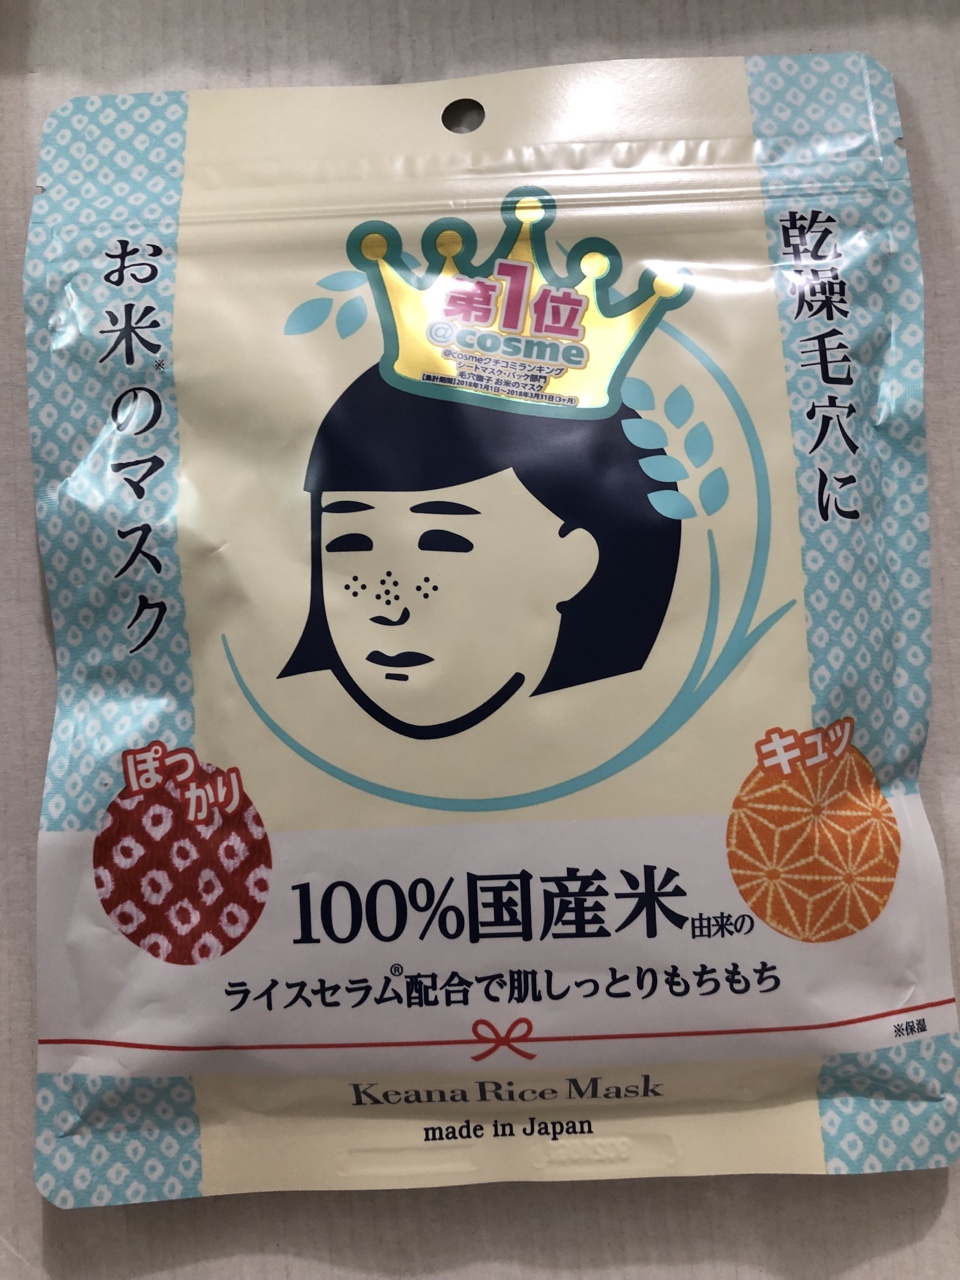 乾燥毛穴に
お米※のマスク
第1位
@cosme
@cosmeクチコミランキング
シートマスク・パック部門
毛穴撫子 お米のマスク
【集計期間】2018年1月1日〜2018年3月31日(3ヶ月)
ぽっかり
キュッ
100%国産米由来の
ライスセラム®配合で肌しっとりもちもち
※保湿
Keana Rice Mask
made in Japan